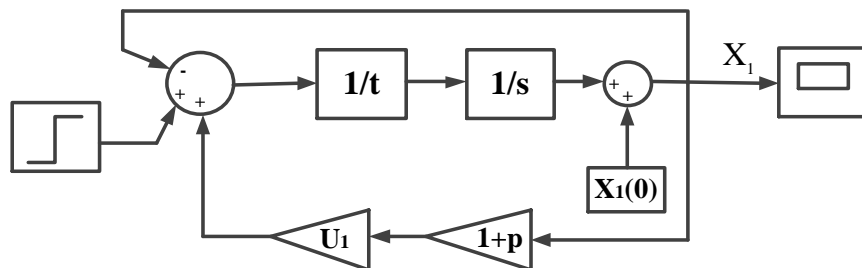 -
+
+
1/t
1/s
+
+
X₁
X₁(0)
U₁
1+p